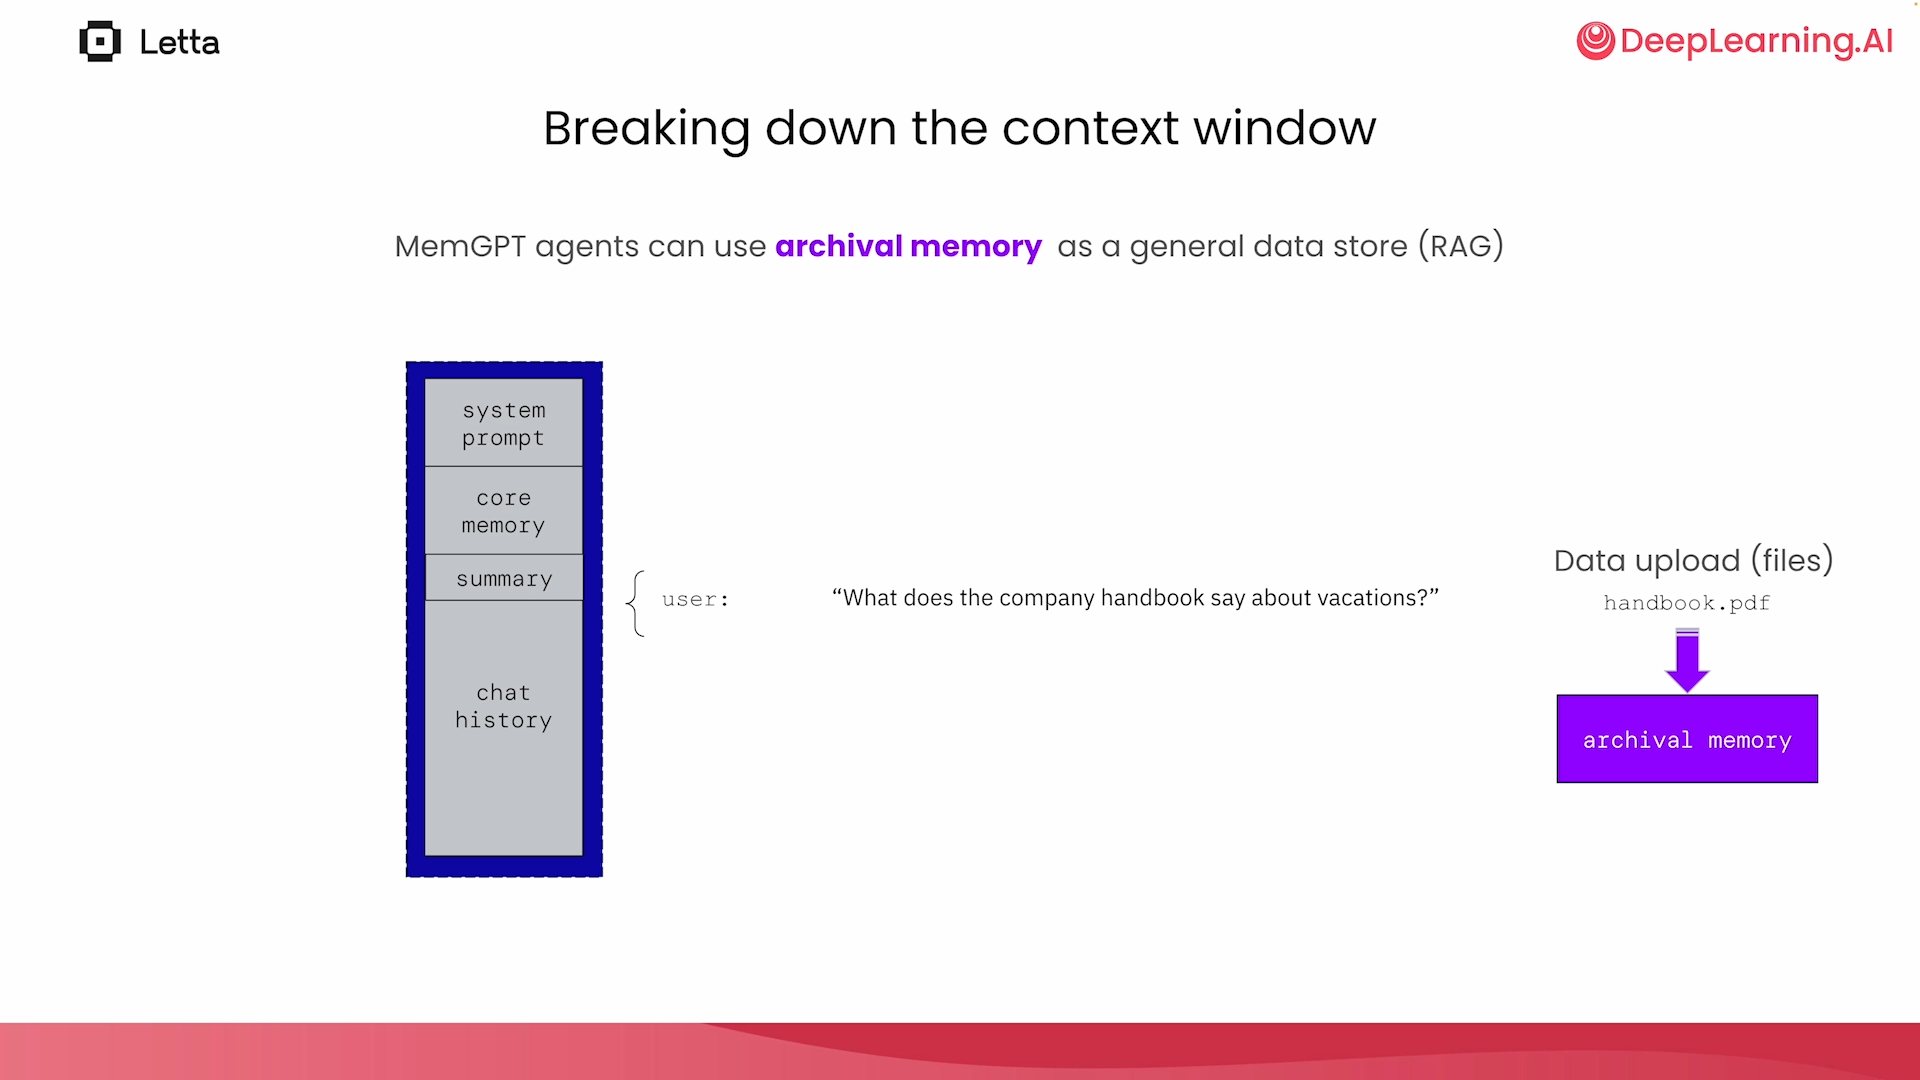 Letta
DeepLearning.AI
Breaking down the context window
MemGPT agents can use archival memory as a general data store (RAG)
system
prompt
core
memory
summary
chat
history
user:
“What does the company handbook say about vacations?”
Data upload (files)
handbook.pdf
archival memory